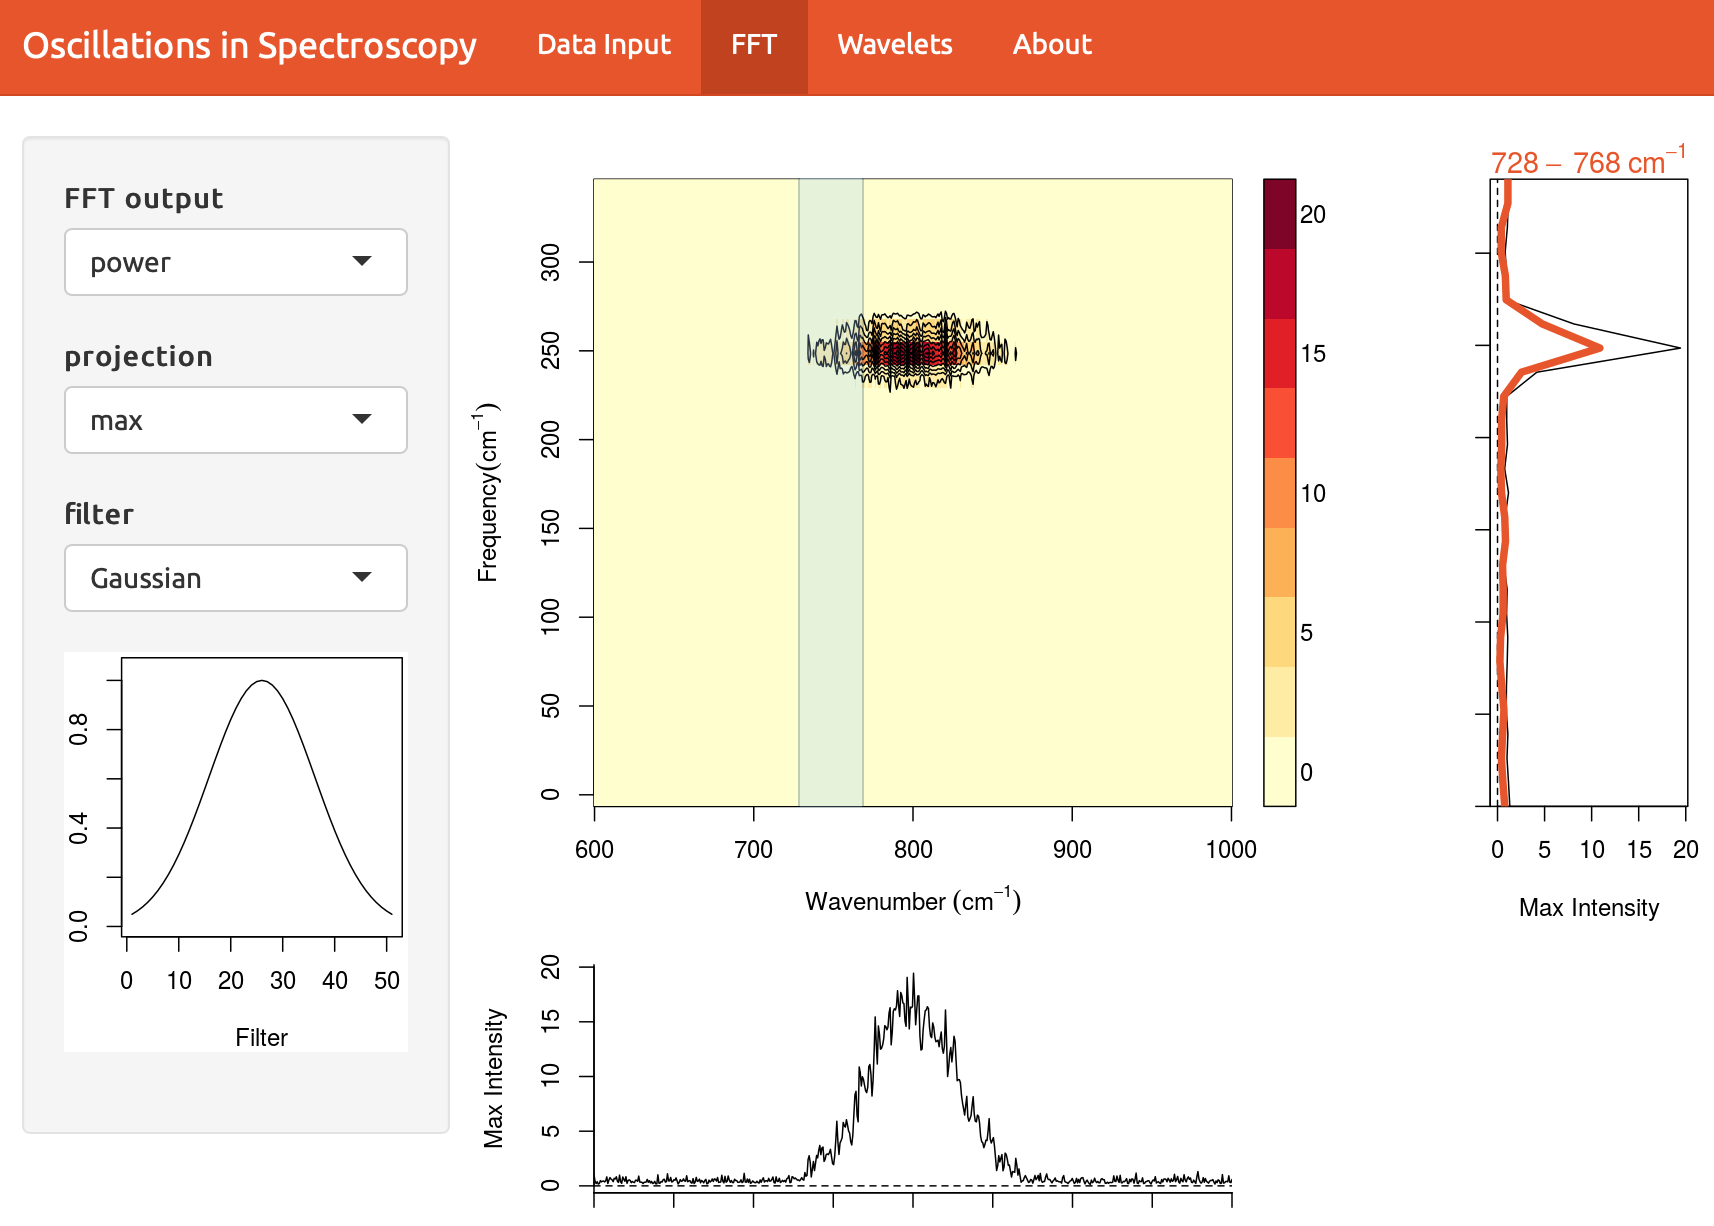 Oscillations in Spectroscopy Data Input FFT Wavelets About
FFT output
power
projection
max
filter
Gaussian
0.8
0.4
0.0
0 10 20 30 40 50
Filter
Frequency(cm⁻¹)
300
250
200
150
100
50
0
600 700 800 900 1000
Wavenumber (cm⁻¹)
20
15
10
5
0
728 – 768 cm⁻¹
0 5 10 15 20
Max Intensity
Max Intensity
20
15
10
5
0